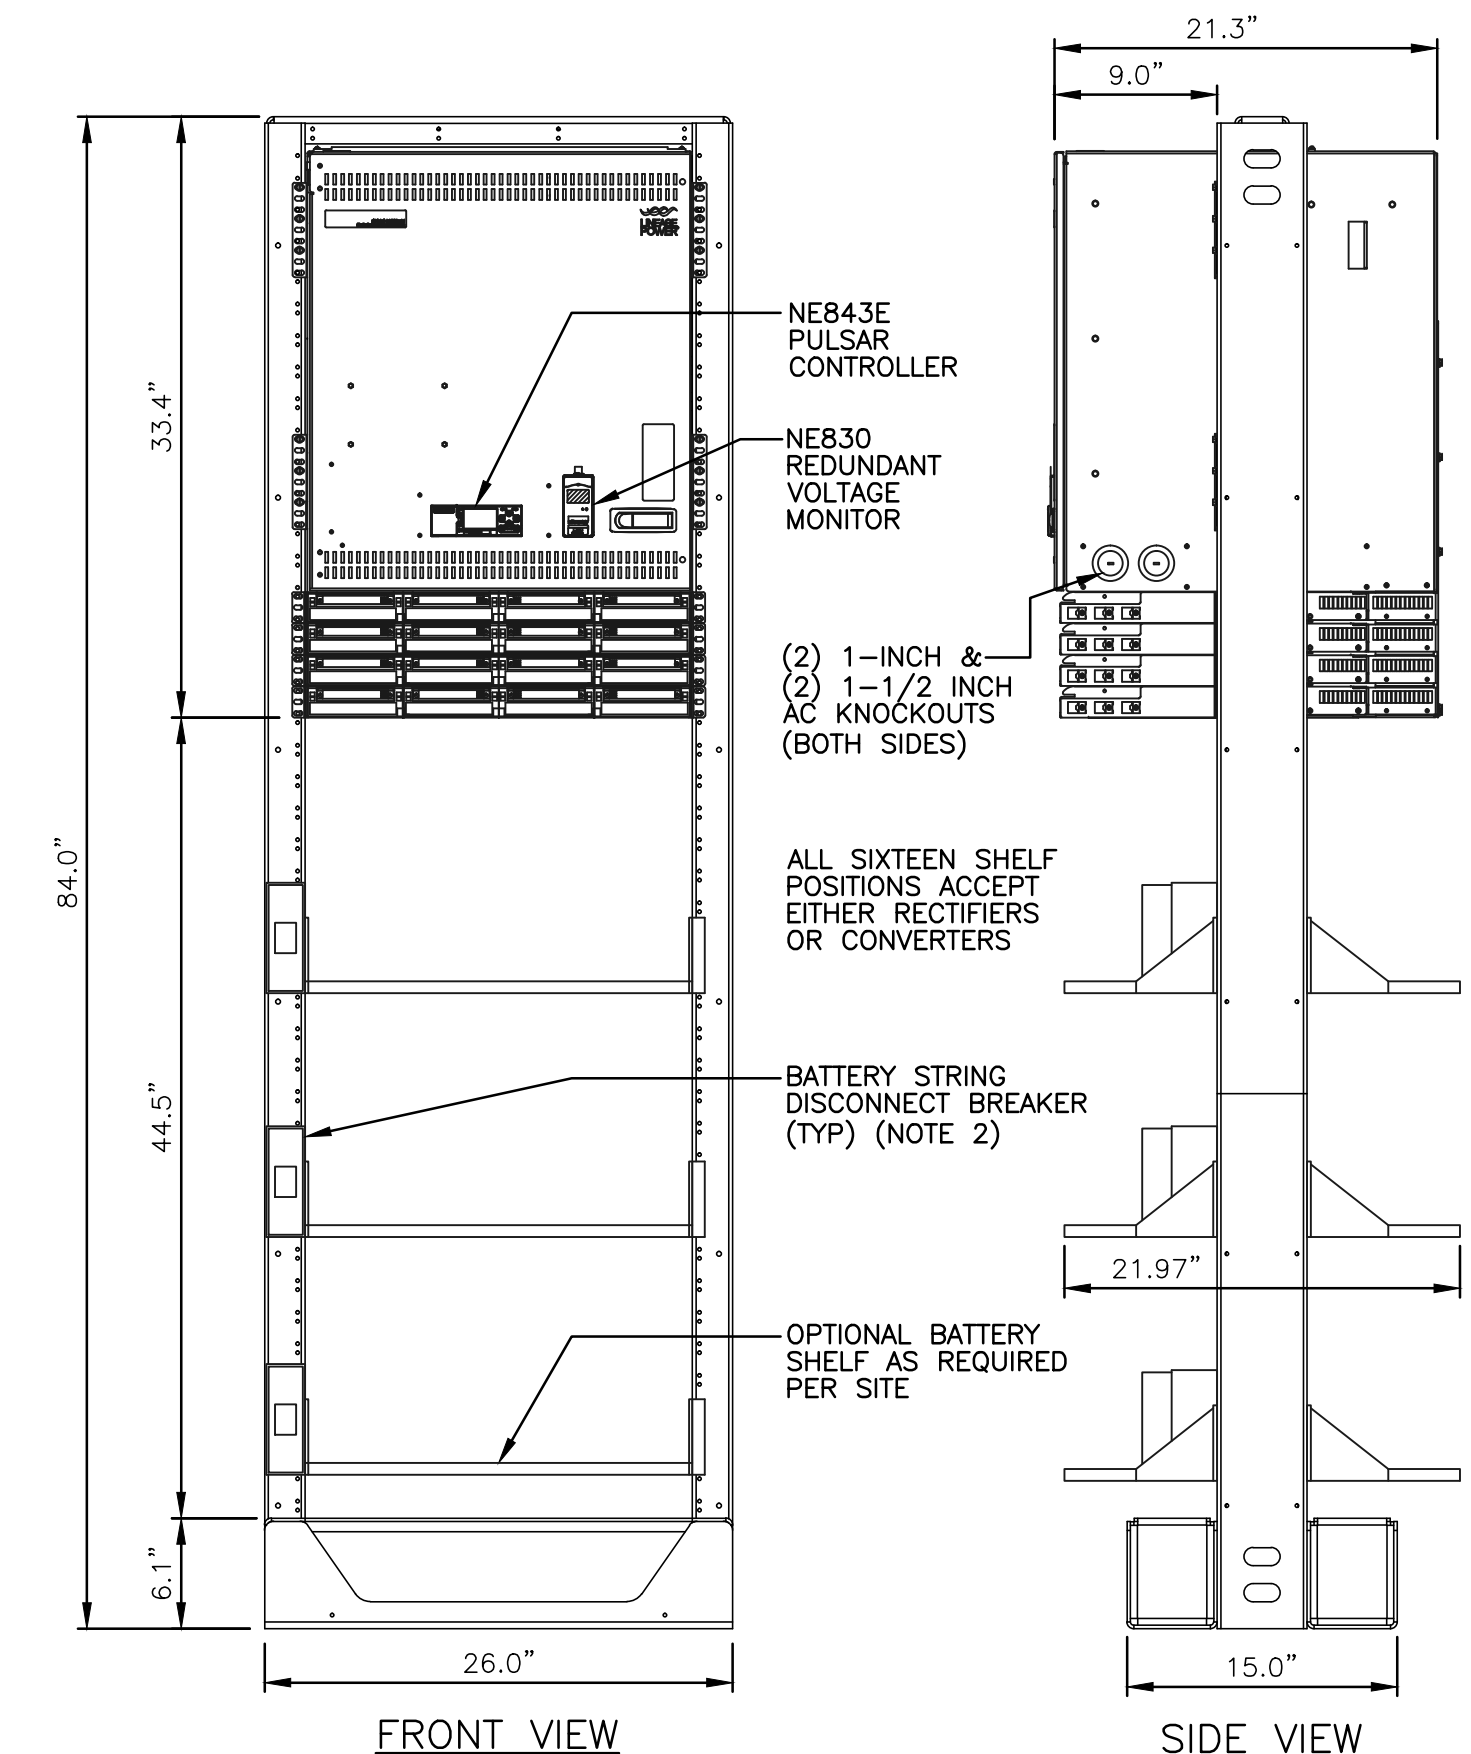 21.3”
9.0”
LINEAGE
POWER
NE843E
PULSAR
CONTROLLER
33.4”
NE830
REDUNDANT
VOLTAGE
MONITOR
(2) 1-INCH &
(2) 1-1/2 INCH
AC KNOCKOUTS
(BOTH SIDES)
84.0”
ALL SIXTEEN SHELF
POSITIONS ACCEPT
EITHER RECTIFIERS
OR CONVERTERS
44.5”
BATTERY STRING
DISCONNECT BREAKER
(TYP) (NOTE 2)
21.97”
OPTIONAL BATTERY
SHELF AS REQUIRED
PER SITE
6.1”
26.0”
15.0”
FRONT VIEW
SIDE VIEW